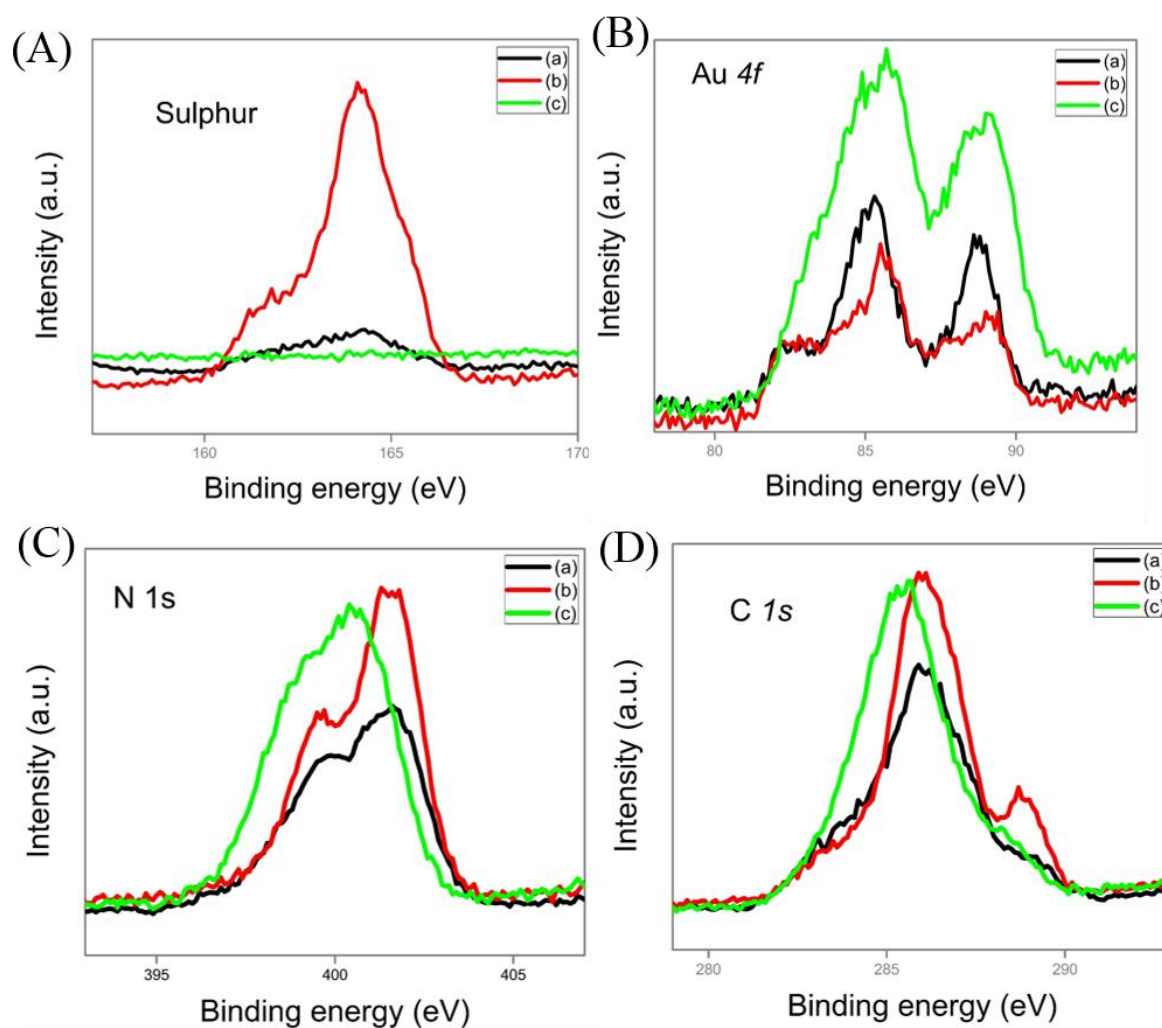 (A)
Sulphur
(a)
(b)
(c)
Intensity (a.u.)
160
165
170
Binding energy (eV)
(B)
Au 4f
(a)
(b)
(c)
Intensity (a.u.)
80
85
90
Binding energy (eV)
(C)
N 1s
(a)
(b)
(c)
Intensity (a.u.)
395
400
405
Binding energy (eV)
(D)
C 1s
(a)
(b)
(c)
Intensity (a.u.)
280
285
290
Binding energy (eV)